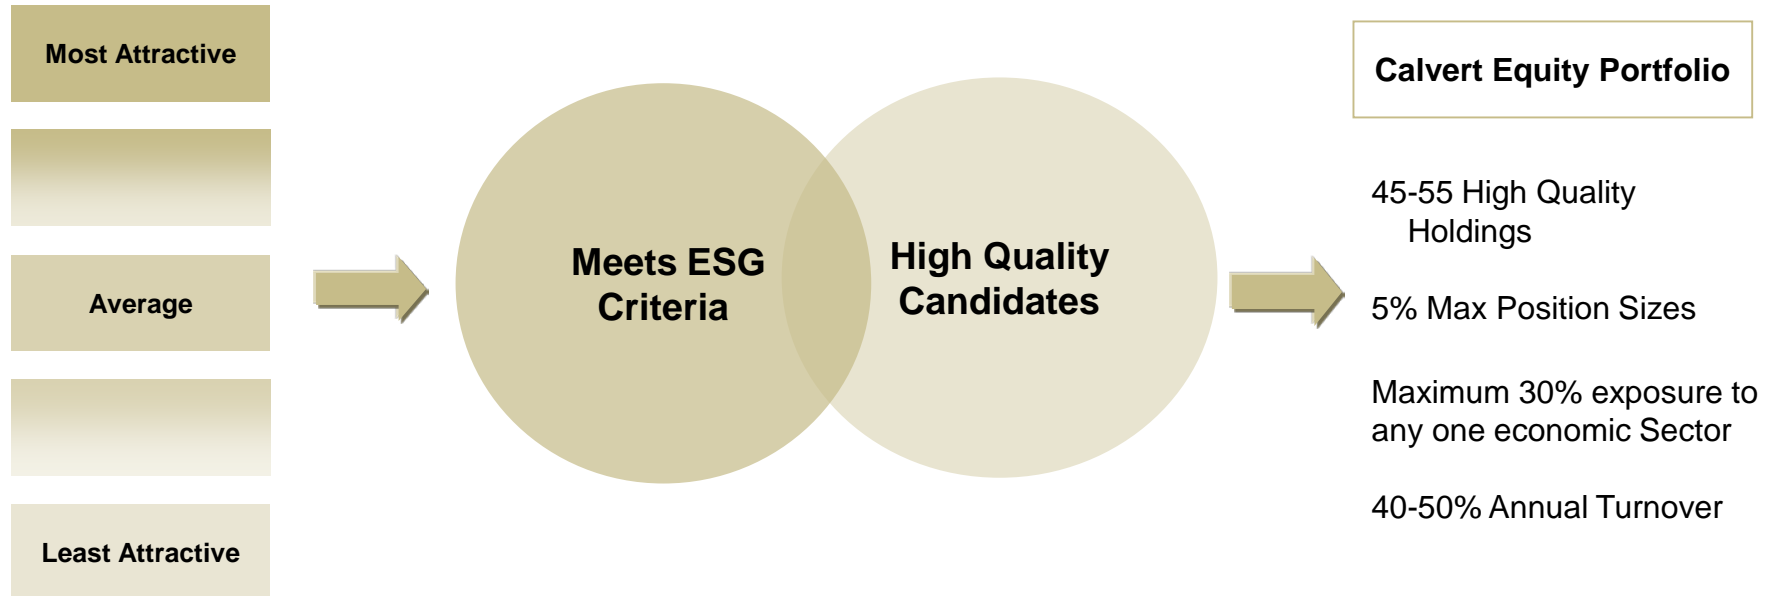 Most Attractive
Average
Least Attractive
Meets ESG
Criteria
High Quality
Candidates
Calvert Equity Portfolio
45-55 High Quality
Holdings
5% Max Position Sizes
Maximum 30% exposure to
any one economic Sector
40-50% Annual Turnover